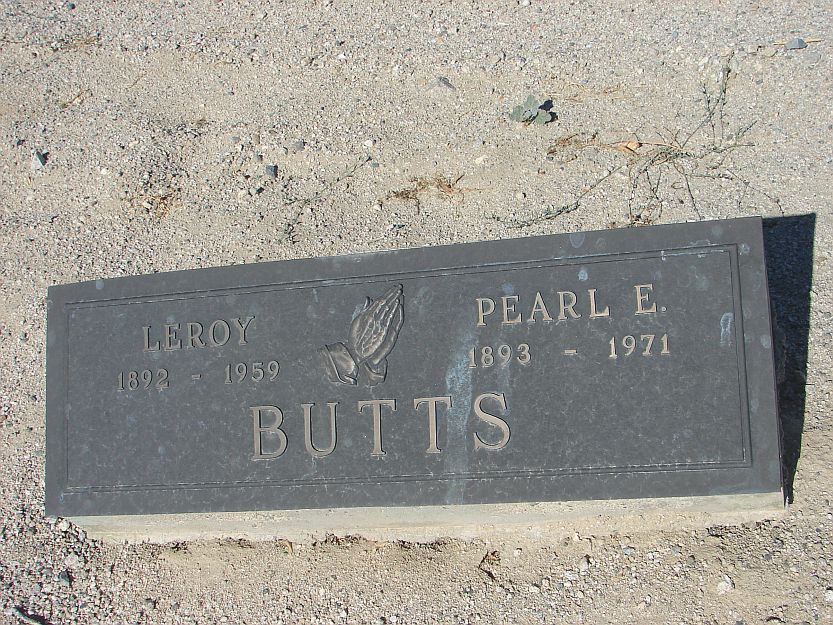 LEROY
1892 - 1959
PEARL E.
1893 - 1971
BUTTS